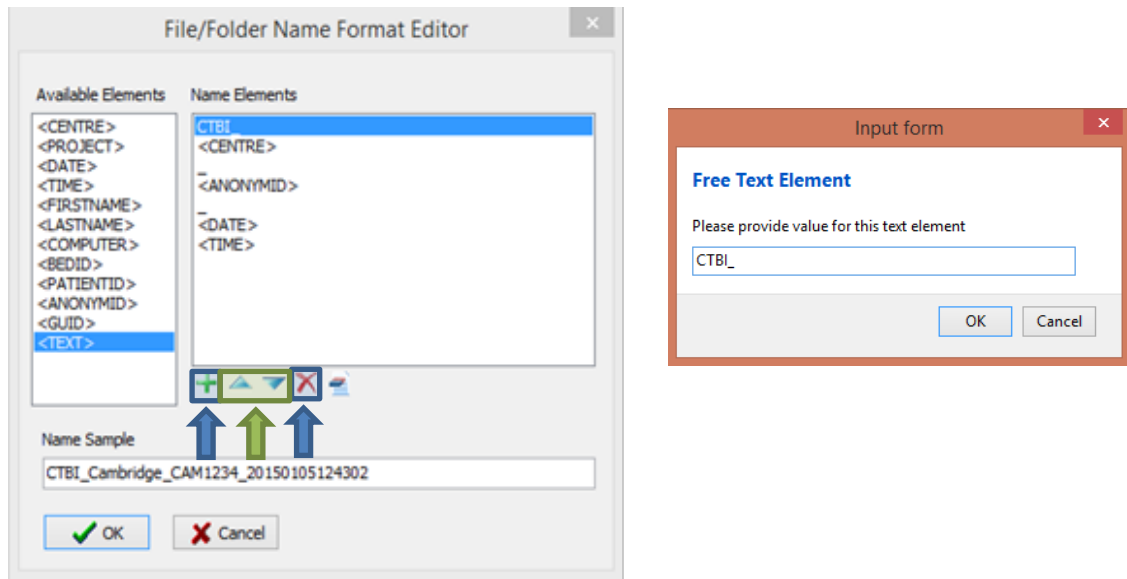 File/Folder Name Format Editor
Available Elements
<CENTRE>
<PROJECT>
<DATE>
<TIME>
<FIRSTNAME>
<LASTNAME>
<COMPUTER>
<BEDID>
<PATIENTID>
<ANONYMID>
<GUID>
<TEXT>
Name Elements
CTBI_
<CENTRE>
_
<ANONYMID>
_
<DATE>
<TIME>
Name Sample
CTBI_Cambridge_CAM1234_20150105124302
OK
Cancel
Input form
Free Text Element
Please provide value for this text element
CTBI_
OK
Cancel